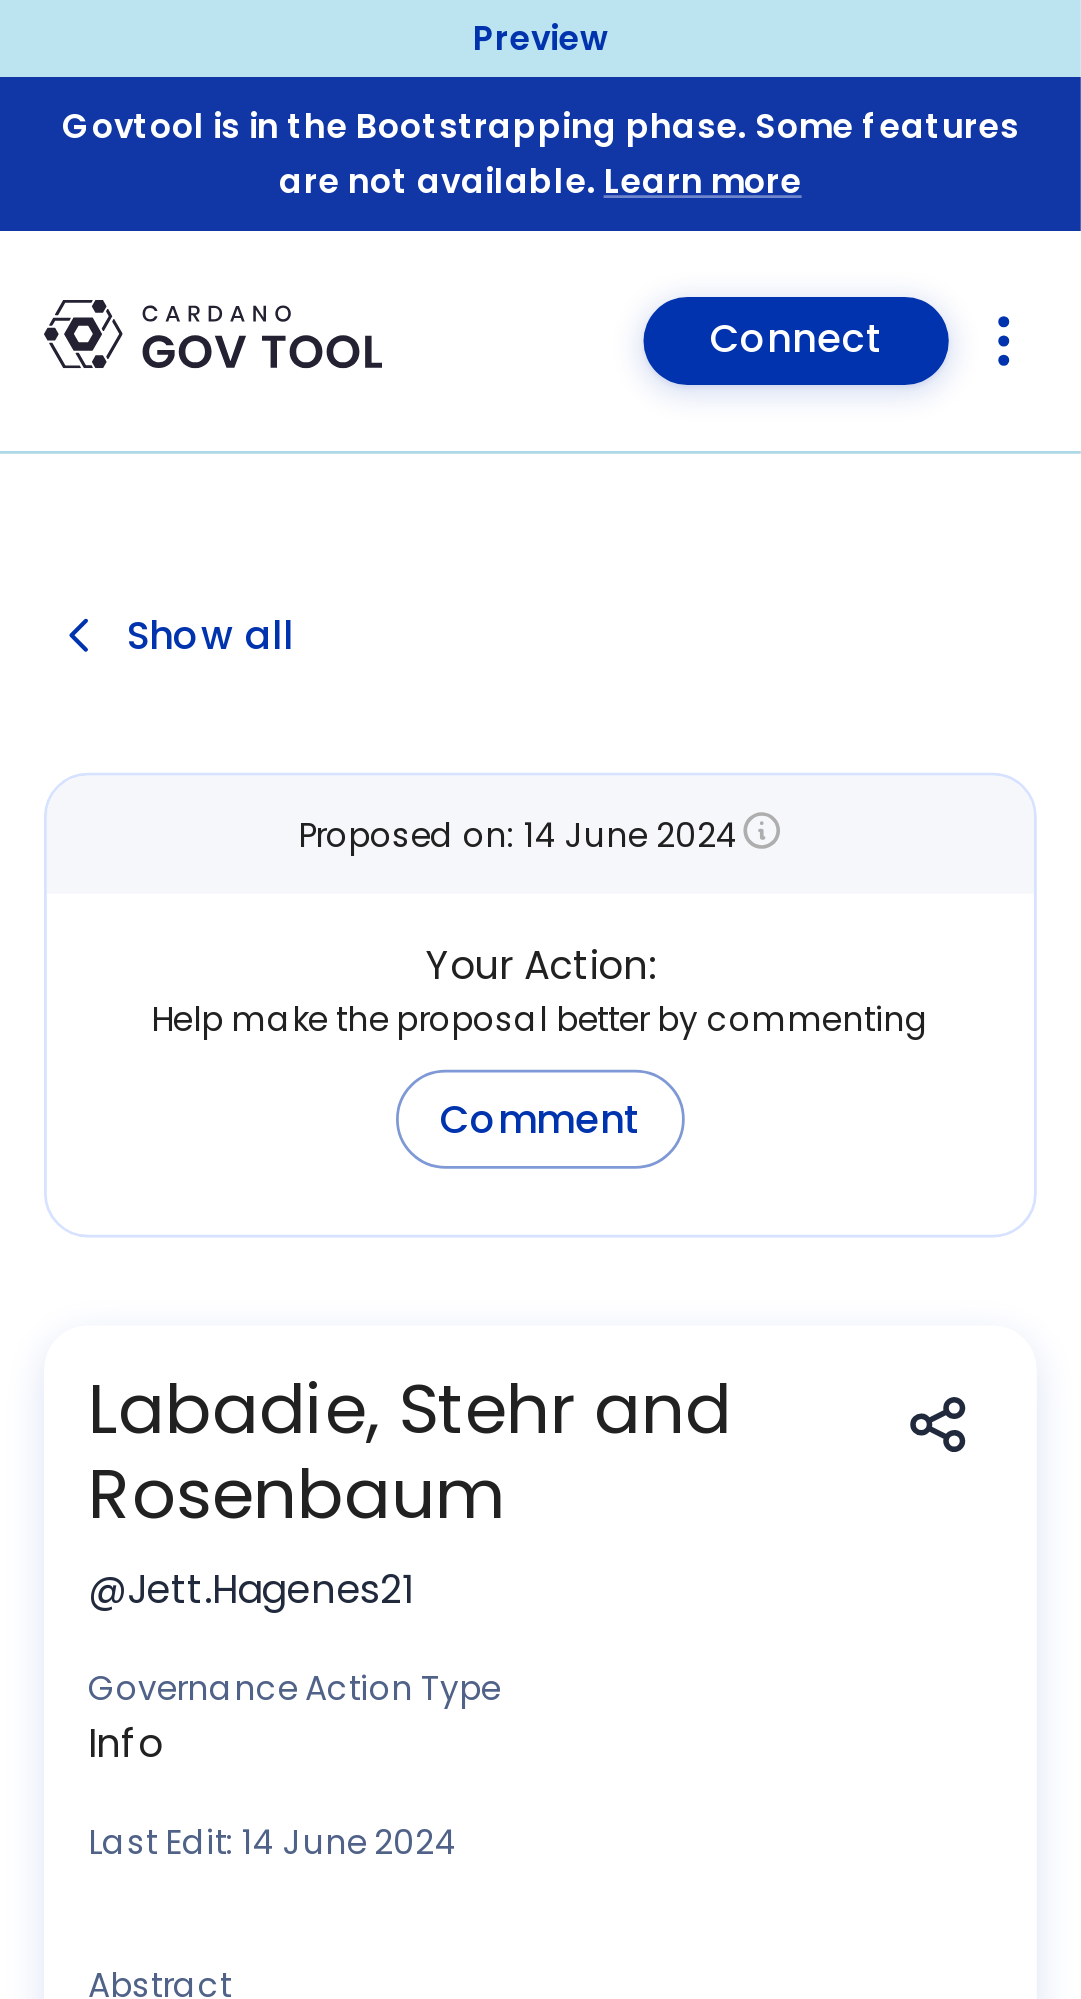 Preview
Govtool is in the Bootstrapping phase. Some features
are not available. Learn more
CARDANO
GOV TOOL
Connect
Show all
Proposed on: 14 June 2024
Your Action:
Help make the proposal better by commenting
Comment
Labadie, Stehr and
Rosenbaum
@Jett.Hagenes21
Governance Action Type
Info
Last Edit: 14 June 2024
Abstract